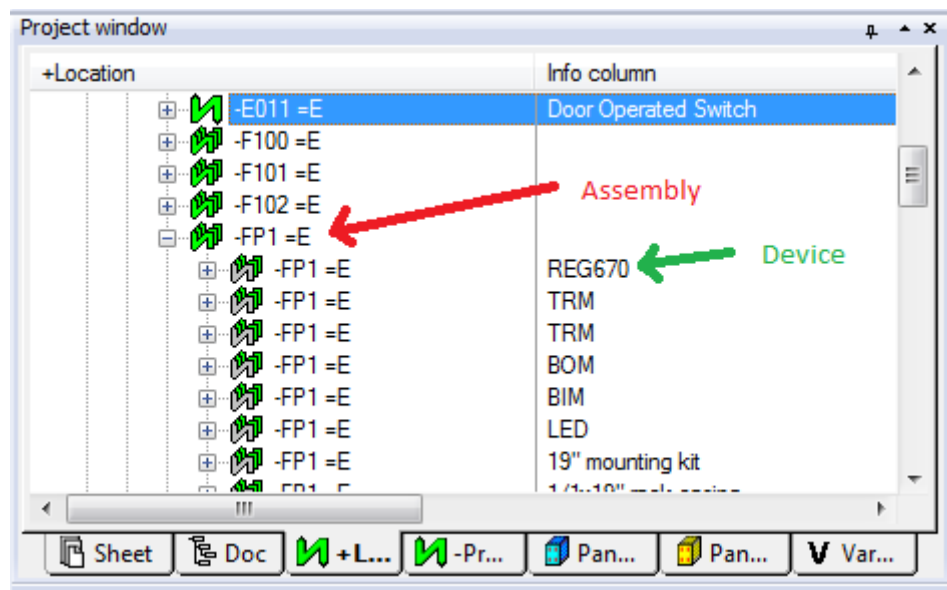 Project window
+Location Info column
-E011 =E Door Operated Switch
-F100 =E
-F101 =E
-F102 =E
Assembly
-FP1 =E
Device
-FP1 =E REG670
-FP1 =E TRM
-FP1 =E TRM
-FP1 =E BOM
-FP1 =E BIM
-FP1 =E LED
-FP1 =E 19" mounting kit
Sheet Doc +L... -Pr... Pan... Pan... Var...